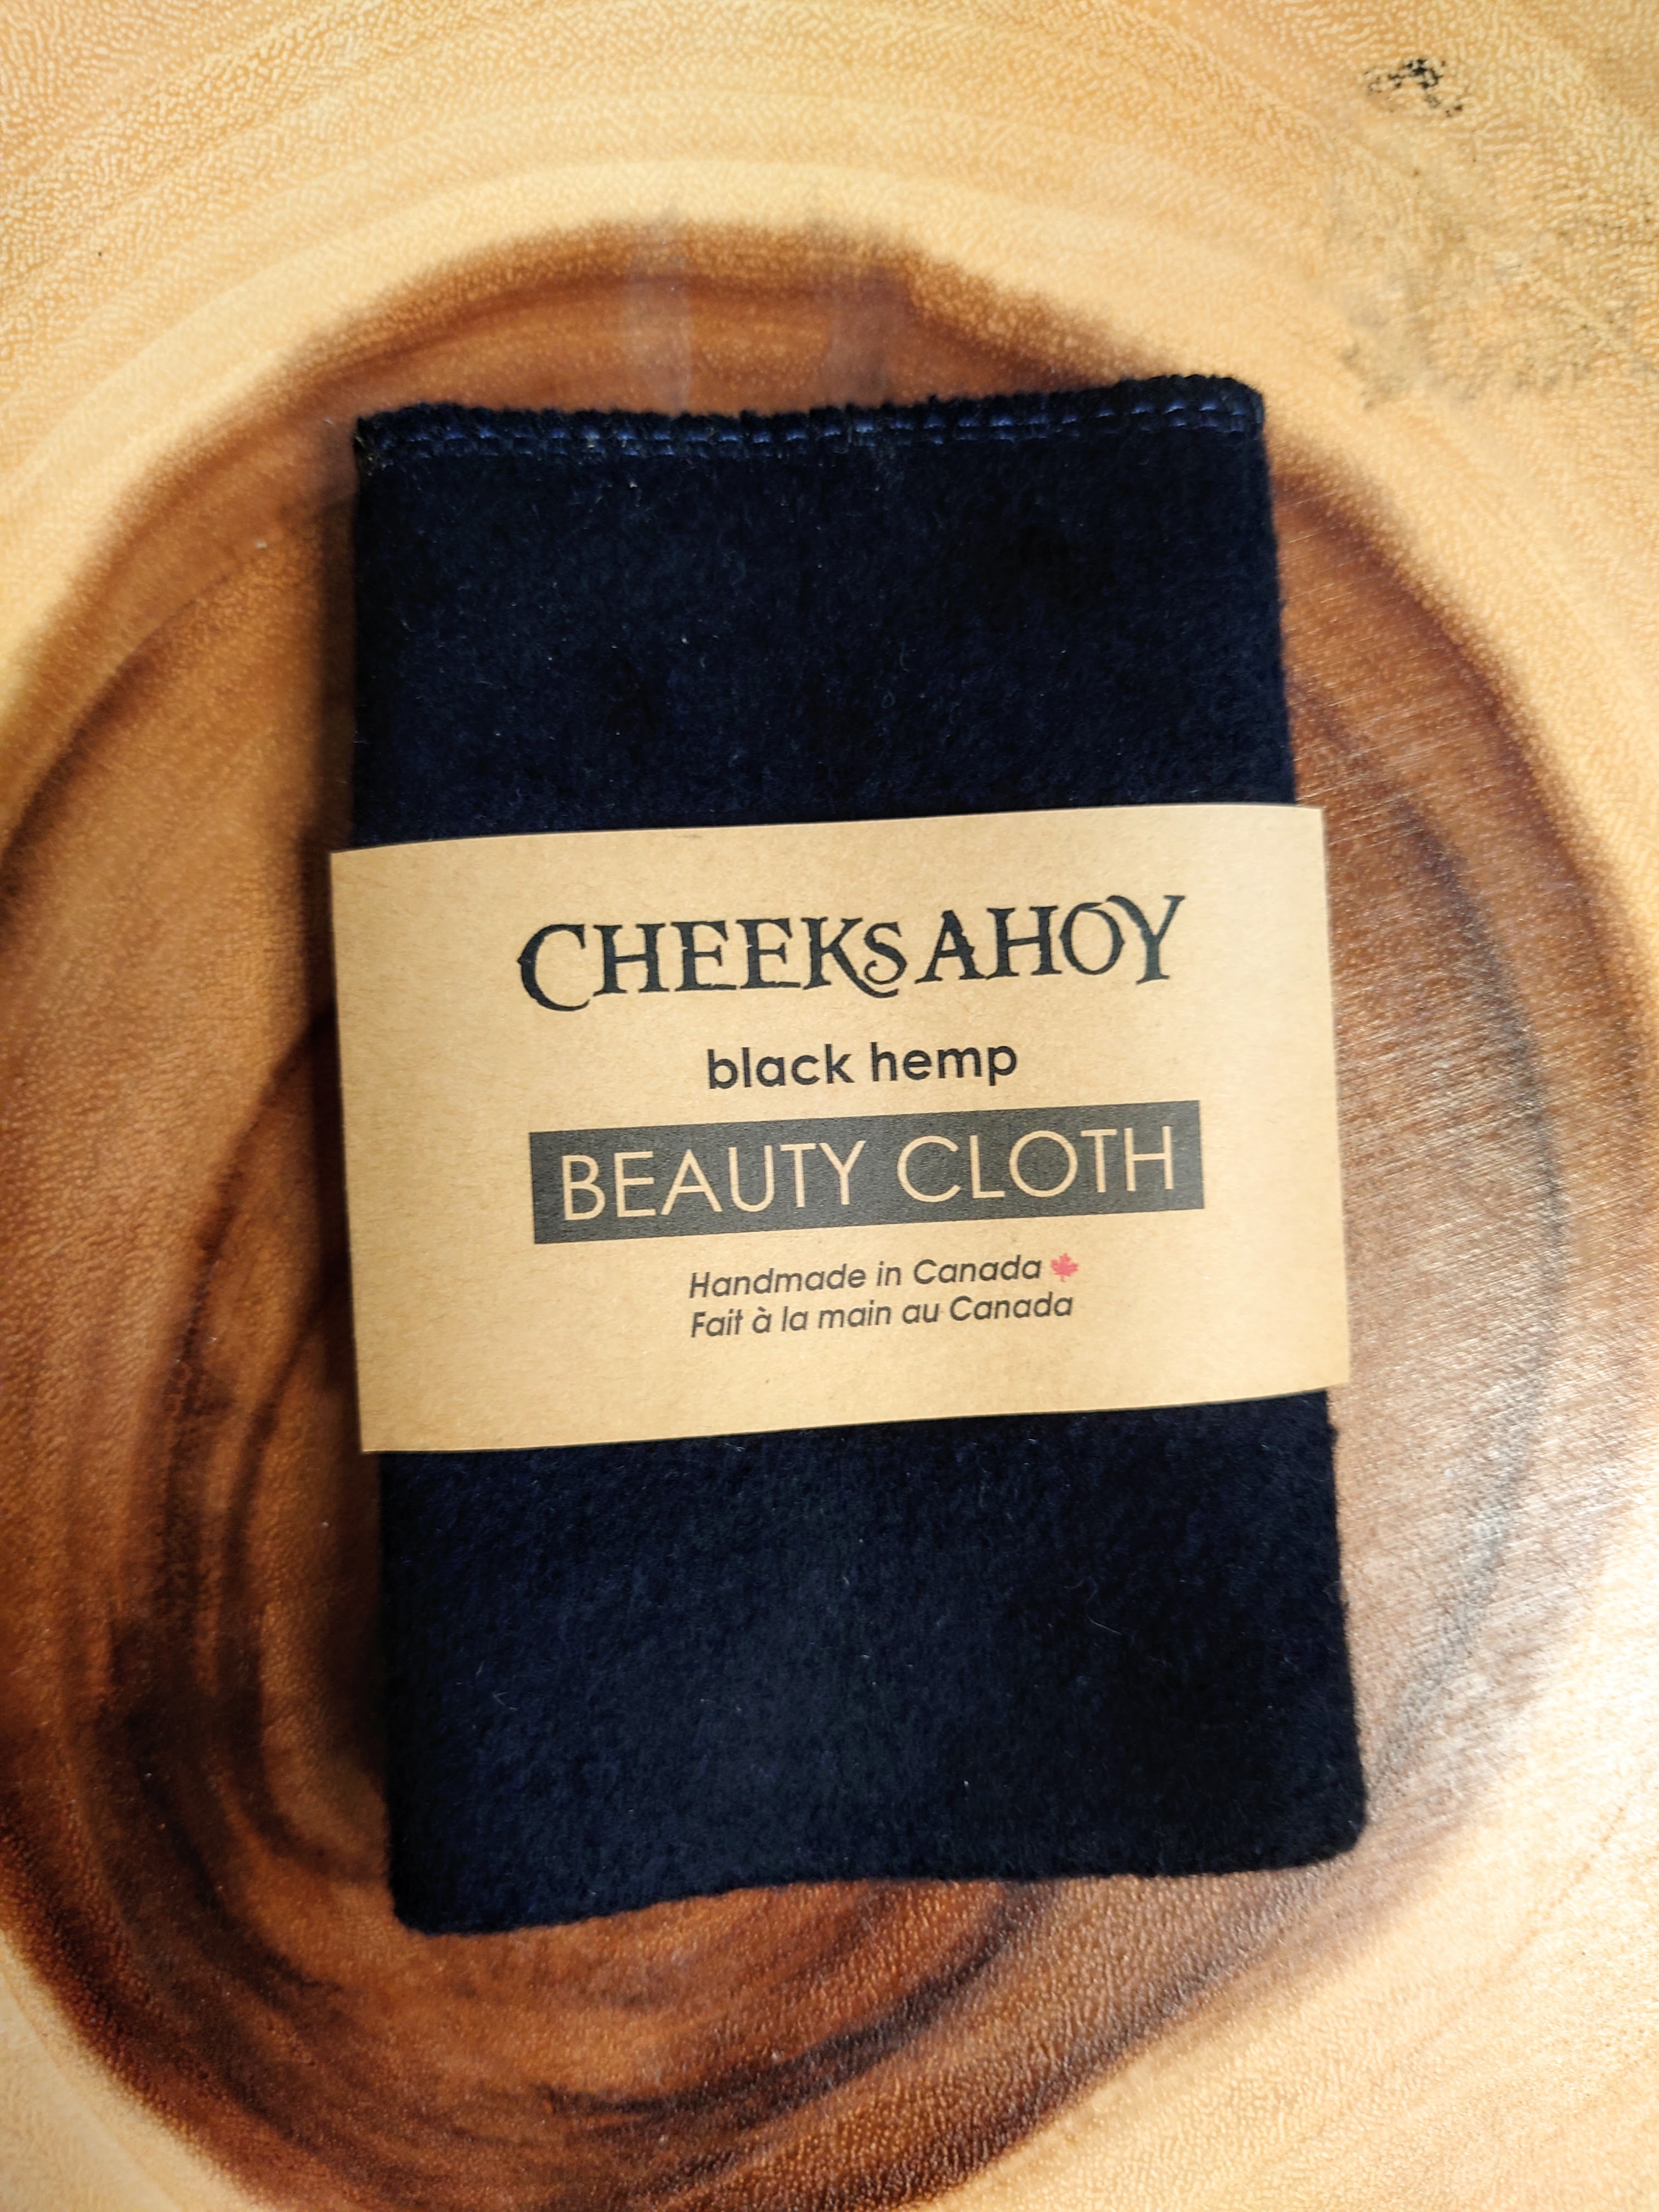 CHEEKS AHOY
black hemp
BEAUTY CLOTH
Handmade in Canada
Fait à la main au Canada